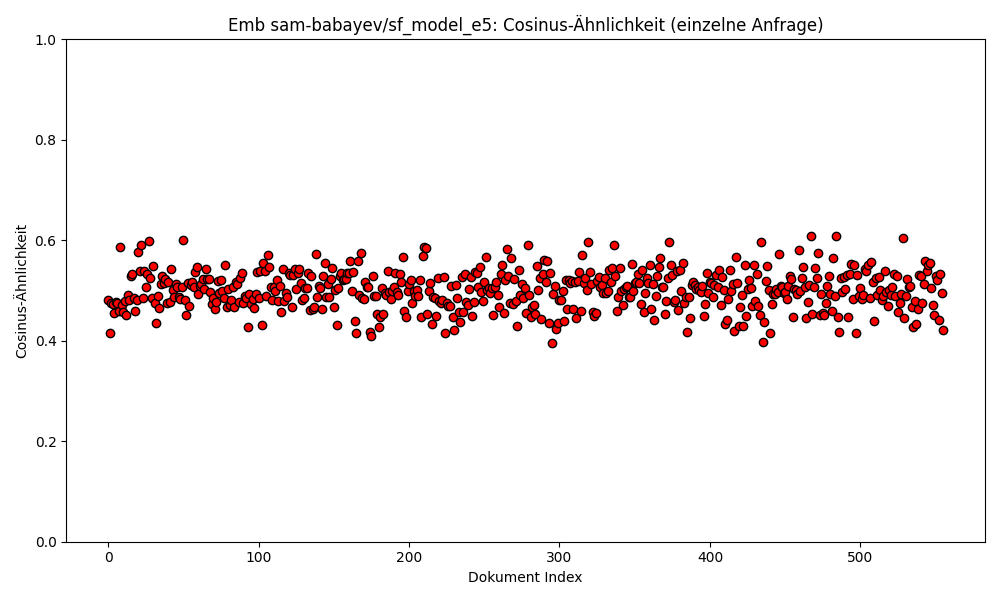 Emb sam-babayev/sf_model_e5: Cosinus-Ähnlichkeit (einzelne Anfrage)
1.0
0.8
0.6
0.4
0.2
0.0
Cosinus-Ähnlichkeit
0 100 200 300 400 500
Dokument Index